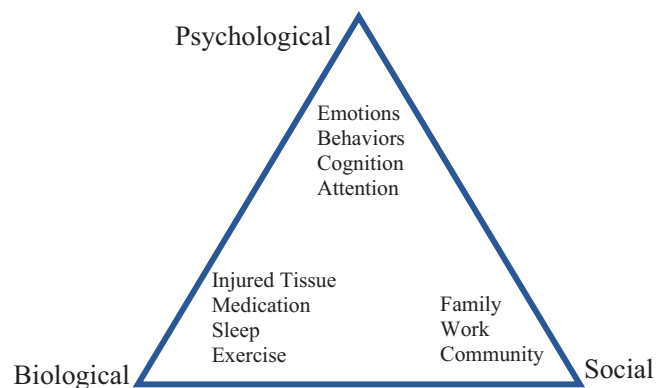 Psychological
Emotions
Behaviors
Cognition
Attention
Injured Tissue
Medication
Sleep
Exercise
Family
Work
Community
Biological
Social